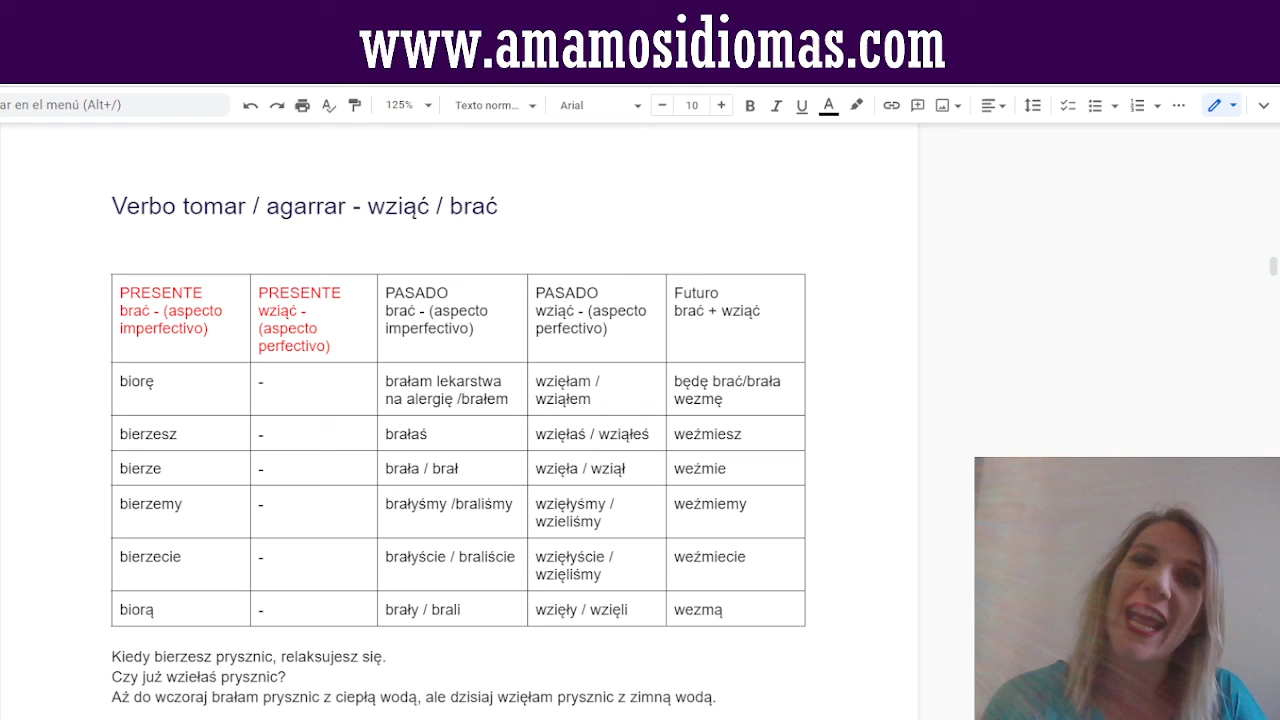 www.amamosidiomas.com
ar en el menú (Alt+/)
125%
Texto norm...
Arial
10
Verbo tomar / agarrar - wziąć / brać
PRESENTE
brać - (aspecto
imperfectivo)
PRESENTE
wziąć -
(aspecto
perfectivo)
PASADO
brać - (aspecto
imperfectivo)
PASADO
wziąć - (aspecto
perfectivo)
Futuro
brać + wziąć
biorę
-
brałam lekarstwa
na alergię /brałem
wzięłam /
wziąłem
będę brać/brała
wezmę
bierzesz
-
brałaś
wzięłaś / wziąłeś
weźmiesz
bierze
-
brała / brał
wzięła / wziął
weźmie
bierzemy
-
brałyśmy /braliśmy
wzięłyśmy /
wzieliśmy
weźmiemy
bierzecie
-
brałyście / braliście
wzięłyście /
wzięliśmy
weźmiecie
biorą
-
brały / brali
wzięły / wzięli
wezmą
Kiedy bierzesz prysznic, relaksujesz się.
Czy już wziełaś prysznic?
Aż do wczoraj brałam prysznic z ciepłą wodą, ale dzisiaj wzięłam prysznic z zimną wodą.